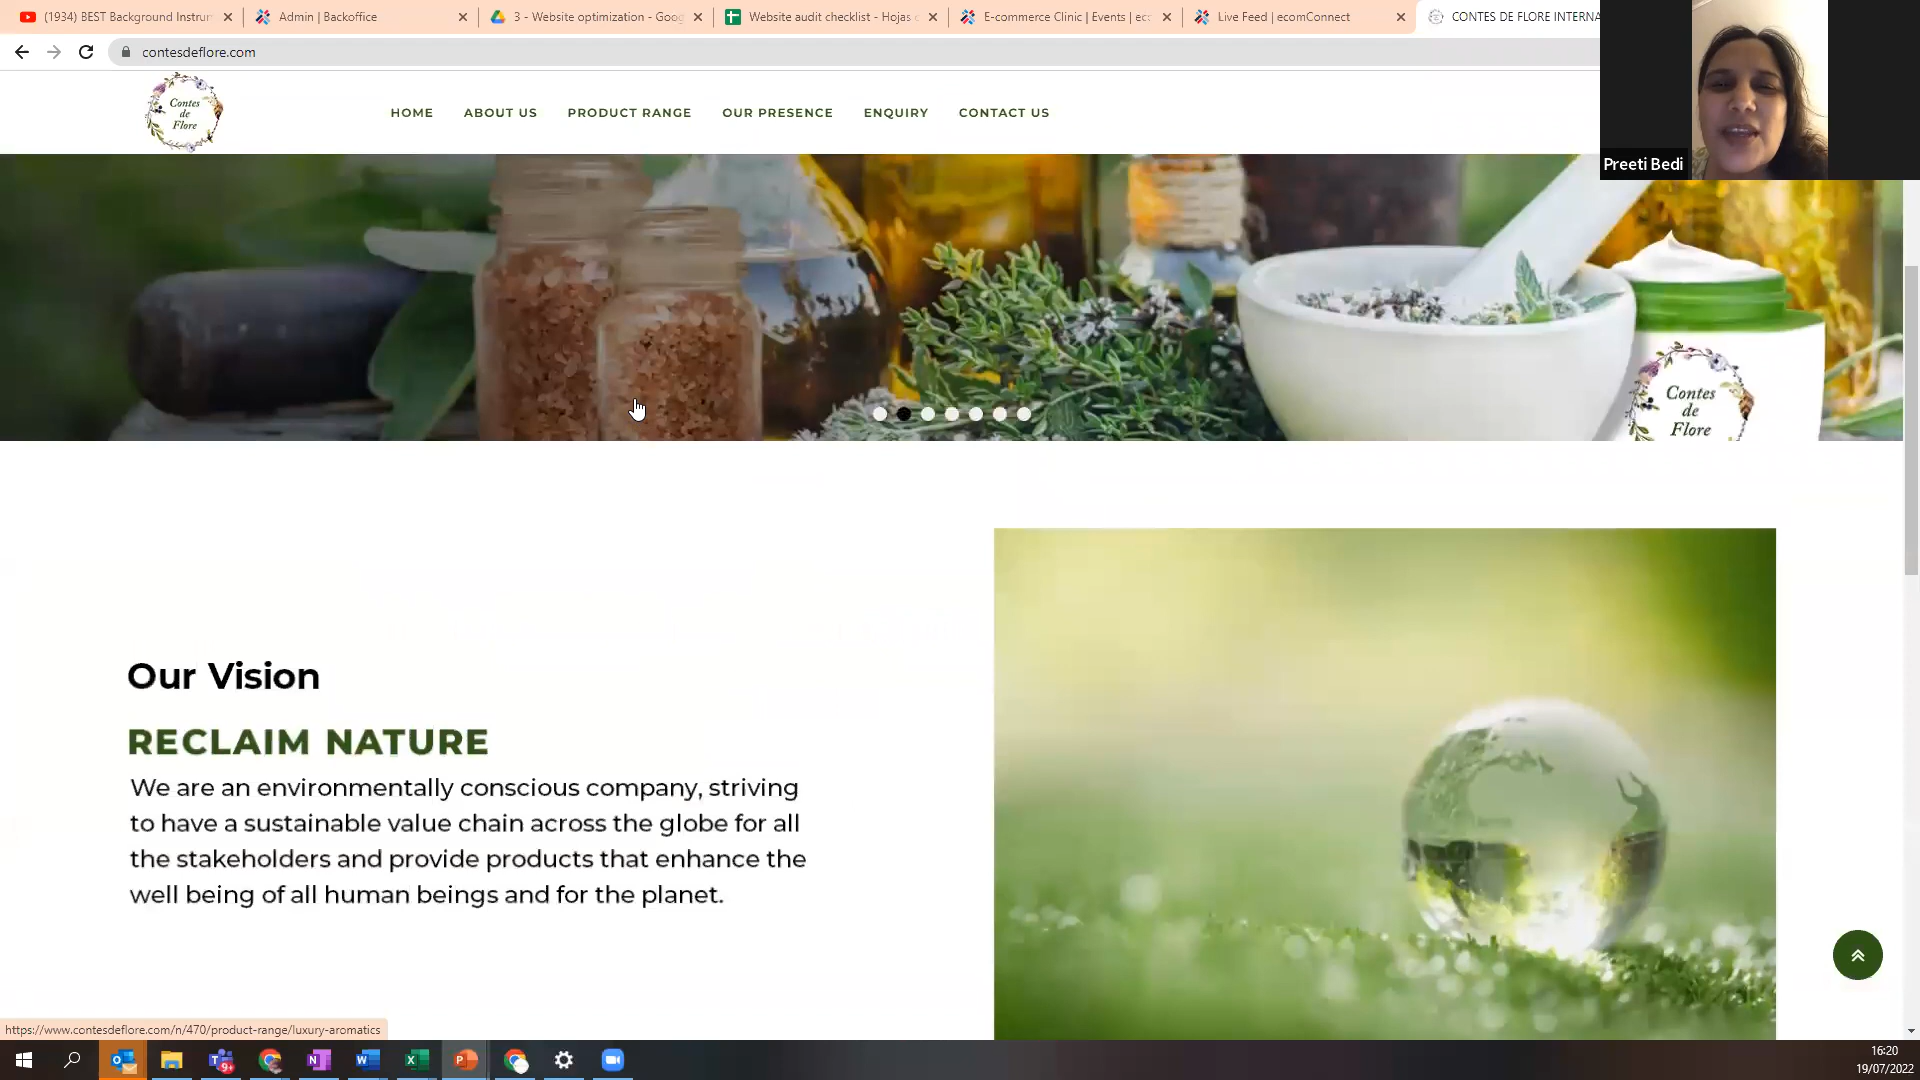 (1934) BEST Background Instrum
Admin | Backoffice
3 - Website optimization - Goog
Website audit checklist - Hojas
E-commerce Clinic | Events | ec
Live Feed | ecomConnect
CONTES DE FLORE INTERNA
contesdeflore.com
Contes
de
Flore
HOME
ABOUT US
PRODUCT RANGE
OUR PRESENCE
ENQUIRY
CONTACT US
Preeti Bedi
Contes
de
Flore
Our Vision
RECLAIM NATURE
We are an environmentally conscious company, striving
to have a sustainable value chain across the globe for all
the stakeholders and provide products that enhance the
well being of all human beings and for the planet.
https://www.contesdeflore.com/n/470/product-range/luxury-aromatics
9+
16:20
19/07/2022